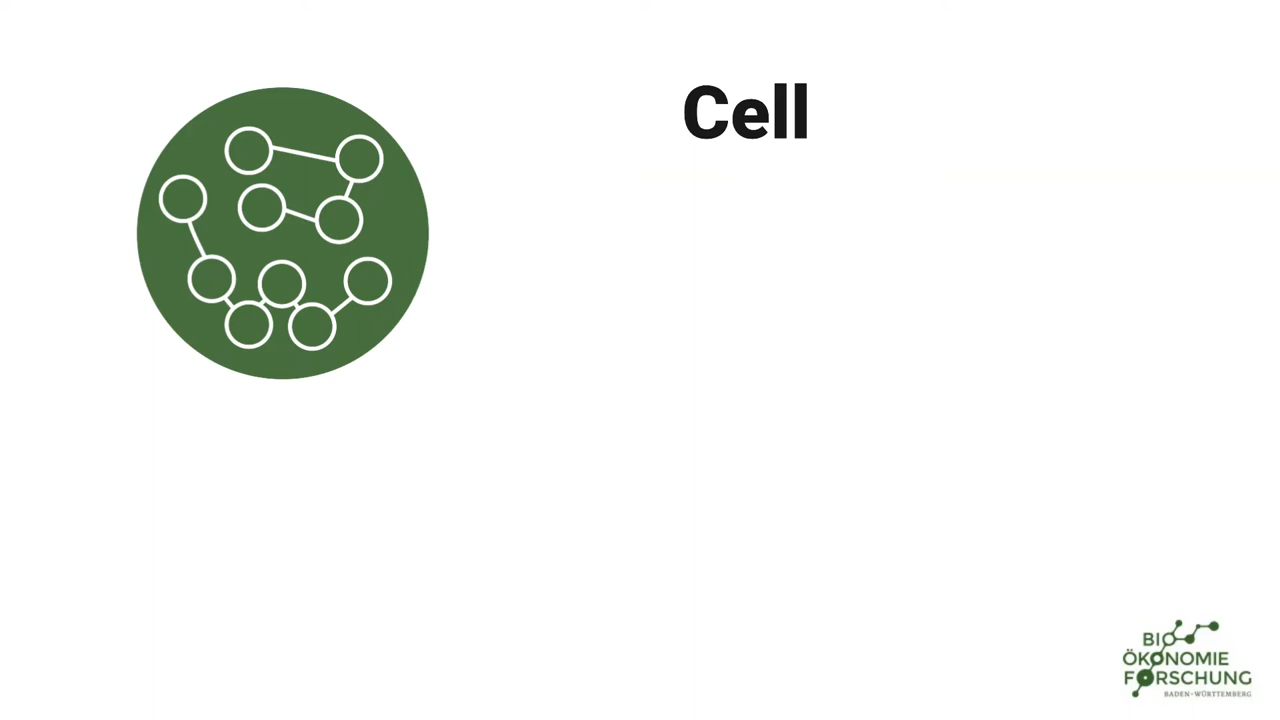 Cell
BIO
ÖKONOMIE
FORSCHUNG
BADEN-WÜRTTEMBERG